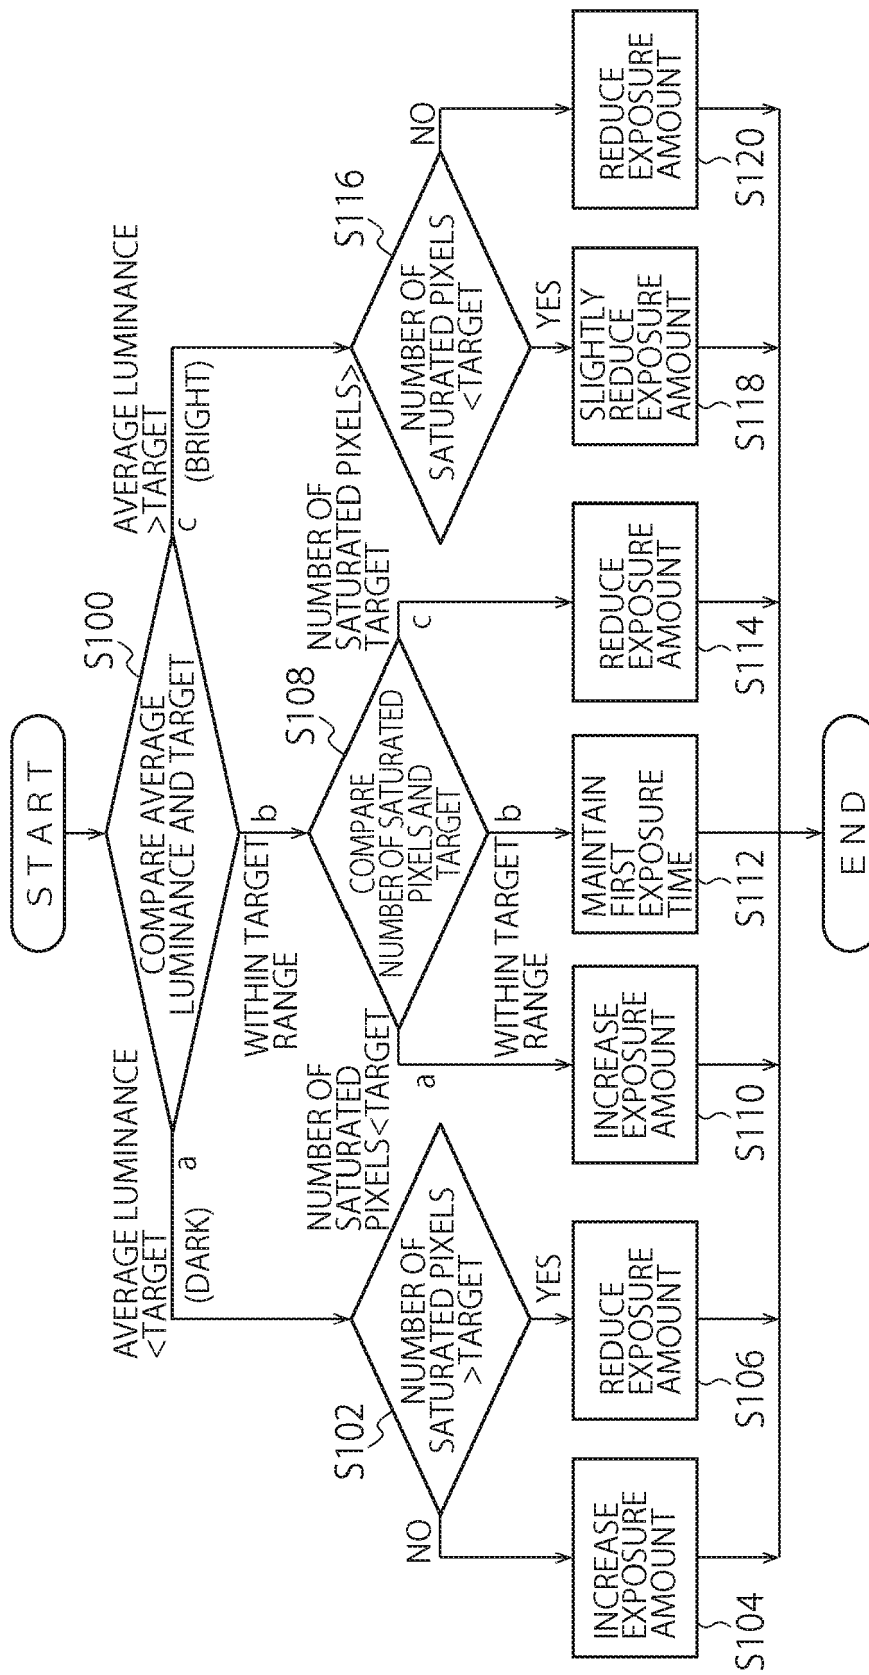 START
COMPARE AVERAGE
LUMINANCE AND TARGET
S100
AVERAGE LUMINANCE
<TARGET
a
(DARK)
WITHIN TARGET
RANGE
b
AVERAGE LUMINANCE
>TARGET
c
(BRIGHT)
S102
NUMBER OF
SATURATED PIXELS
>TARGET
NO
YES
S108
COMPARE
NUMBER OF SATURATED
PIXELS AND
TARGET
NUMBER OF
SATURATED
PIXELS<TARGET
a
WITHIN TARGET
RANGE
b
NUMBER OF
SATURATED PIXELS>
TARGET
c
S116
NUMBER OF
SATURATED PIXELS
<TARGET
YES
NO
INCREASE
EXPOSURE
AMOUNT
S104
REDUCE
EXPOSURE
AMOUNT
S106
INCREASE
EXPOSURE
AMOUNT
S110
MAINTAIN
FIRST
EXPOSURE
TIME
S112
REDUCE
EXPOSURE
AMOUNT
S114
SLIGHTLY
REDUCE
EXPOSURE
AMOUNT
S118
REDUCE
EXPOSURE
AMOUNT
S120
END